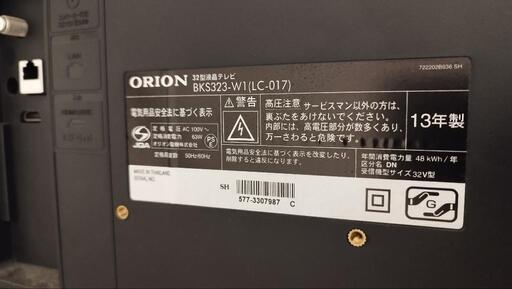 LAN
722202B936 SH
ORION
32型液晶テレビ
BKS323-W1(LC-017)
電気用品安全法に基づく表示
JQA
定格電圧 AC 100V
定格消費電力 63W
オリオン電機株式会社
定格周波数 50Hz/60Hz
警告
高圧注意 サービスマン以外の方は、
裏ぶたをあけないでください。
内部には、高電圧部分が数多くあり、
万一さわると危険です。
電気用品安全法に基づく表示を改変したり、
削除すると違反になります。
13年製
年間消費電力量 48 kWh/年
区分名 DN
受信機型サイズ 32V型
MADE IN THAILAND
SERIAL NO.
SH
577-3307987 C
G